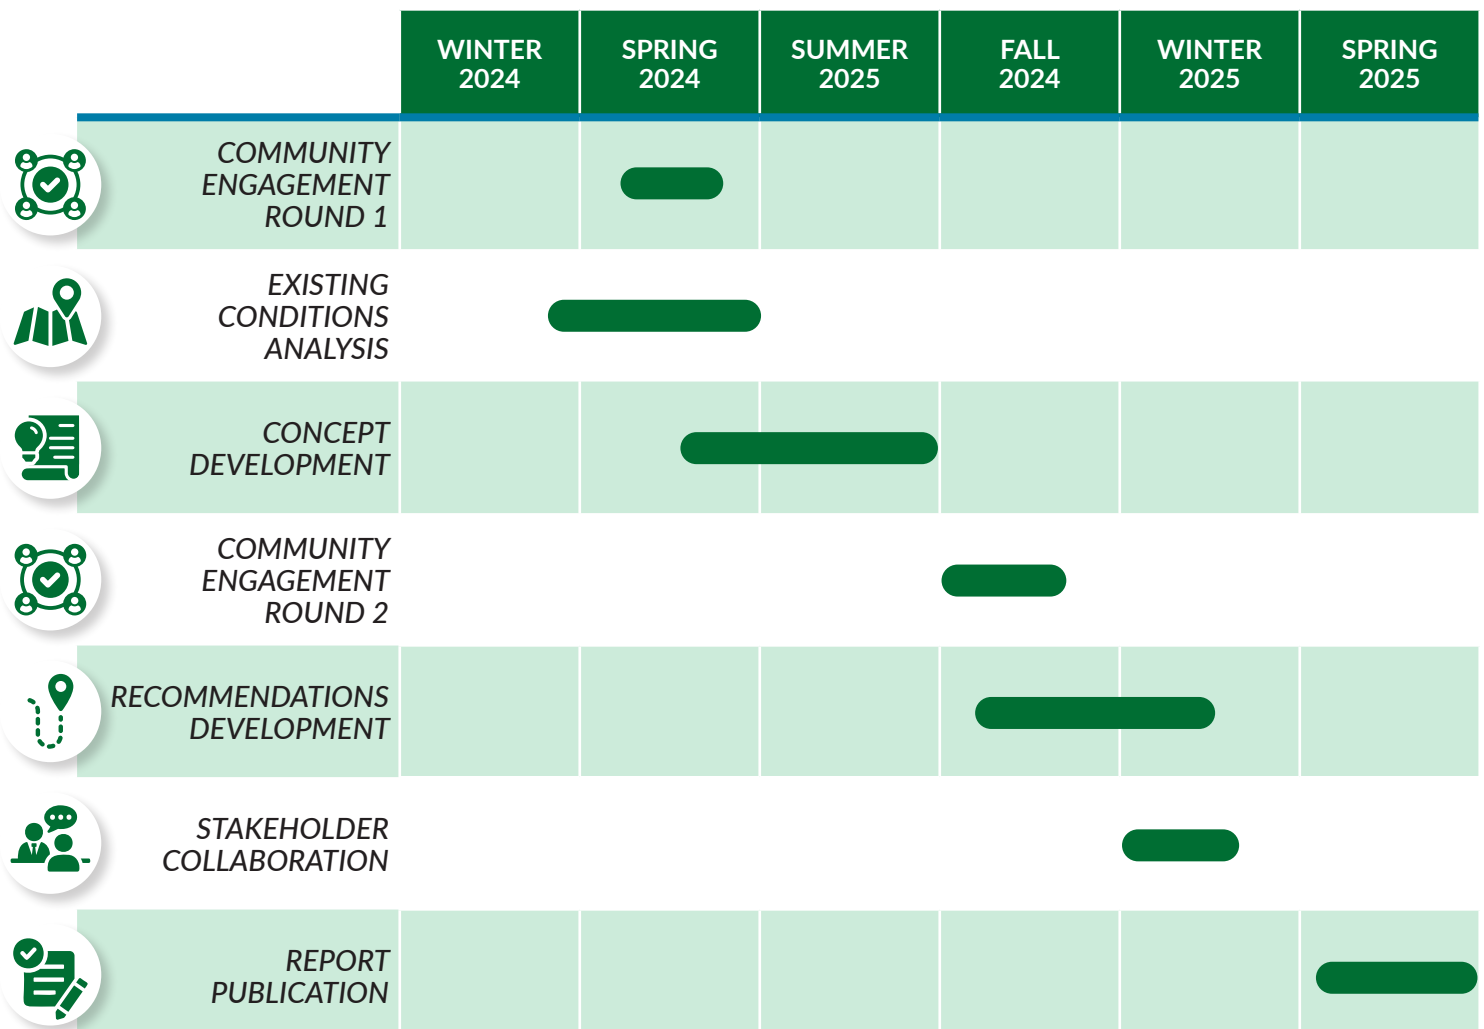 WINTER
2024
SPRING
2024
SUMMER
2025
FALL
2024
WINTER
2025
SPRING
2025
COMMUNITY
ENGAGEMENT
ROUND 1
EXISTING
CONDITIONS
ANALYSIS
CONCEPT
DEVELOPMENT
COMMUNITY
ENGAGEMENT
ROUND 2
RECOMMENDATIONS
DEVELOPMENT
STAKEHOLDER
COLLABORATION
REPORT
PUBLICATION